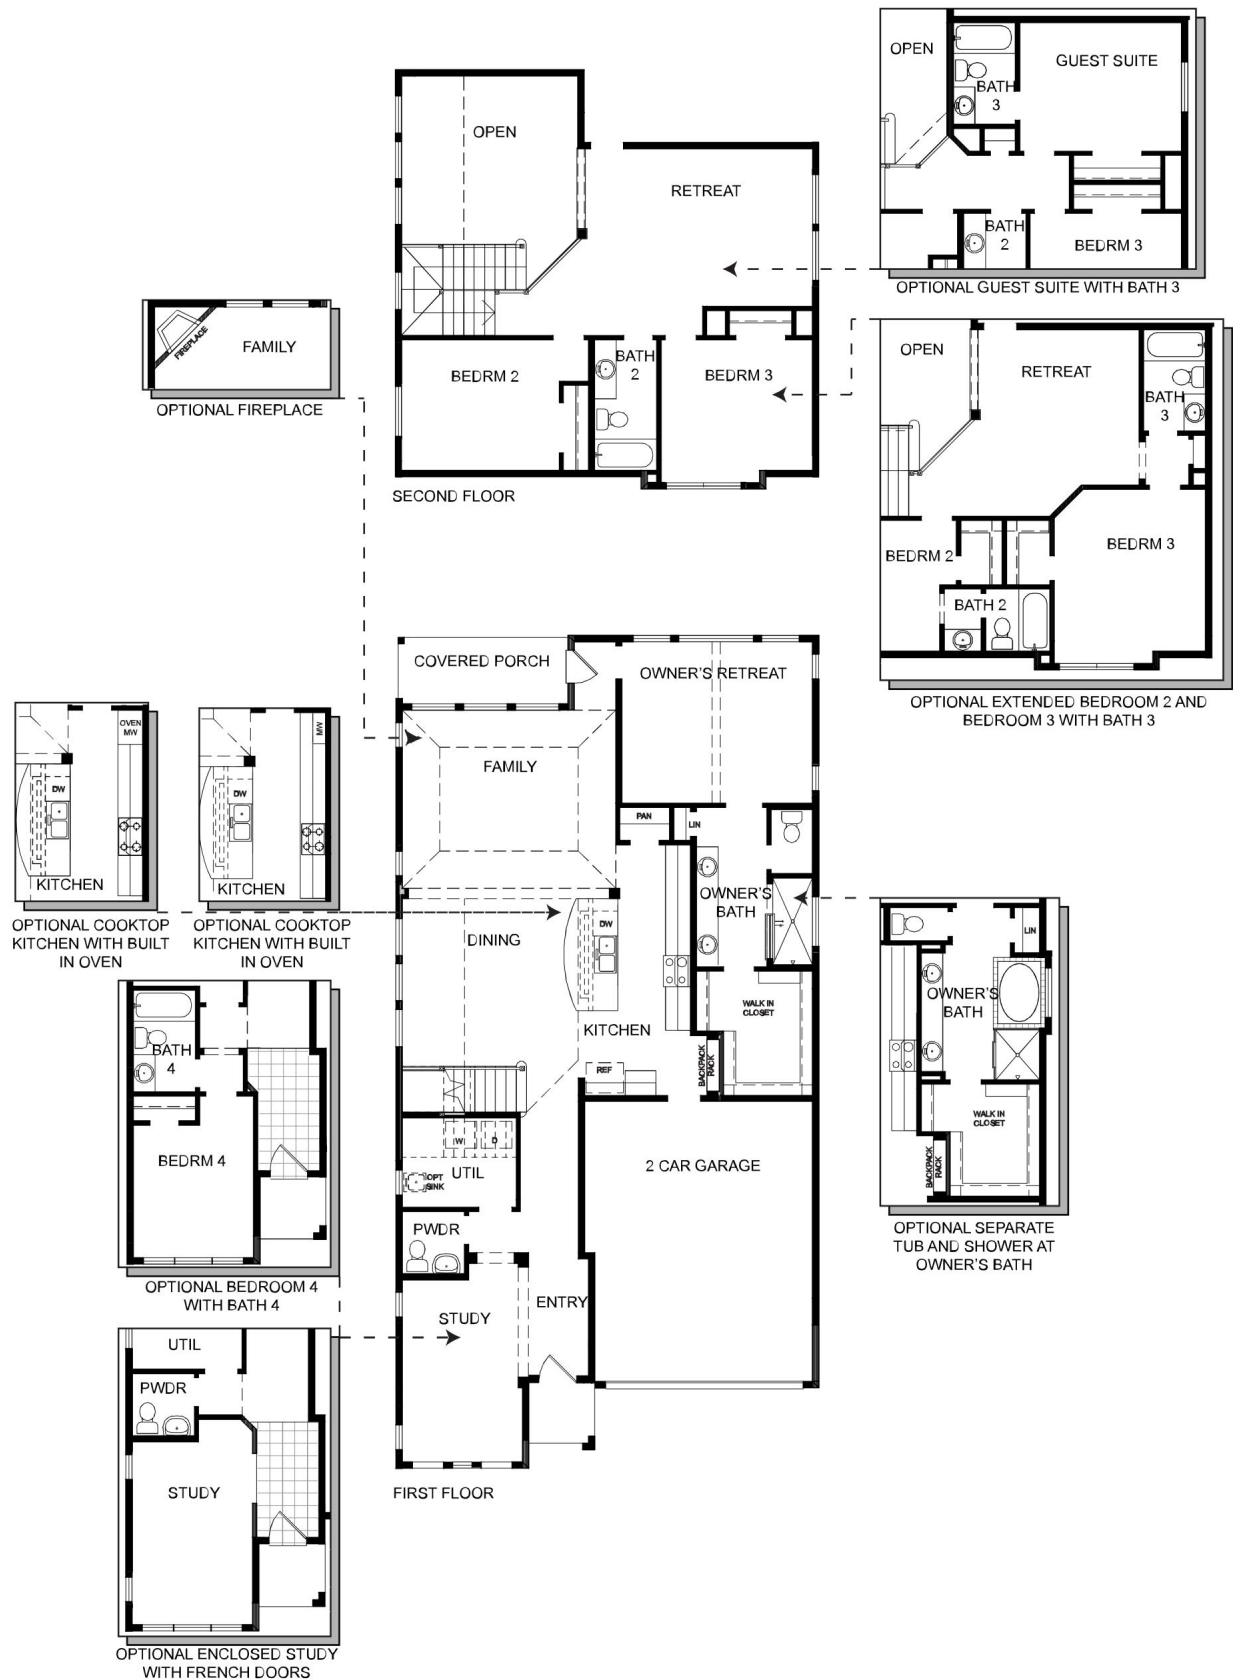 OPEN
RETREAT
BEDRM 2
BATH
2
BEDRM 3
SECOND FLOOR
OPEN
BATH
3
GUEST SUITE
BATH
2
BEDRM 3
OPTIONAL GUEST SUITE WITH BATH 3
FIREPLACE
FAMILY
OPTIONAL FIREPLACE
OPEN
RETREAT
BATH
3
BEDRM 2
BEDRM 3
BATH 2
OPTIONAL EXTENDED BEDROOM 2 AND
BEDROOM 3 WITH BATH 3
COVERED PORCH
OWNER'S RETREAT
FAMILY
PAN
LIN
OWNER'S
BATH
DINING
DW
KITCHEN
WALK IN
CLOSET
REF
BACKPACK
RACK
W
D
UTIL
OPT
SINK
2 CAR GARAGE
PWDR
ENTRY
STUDY
FIRST FLOOR
OVEN
MW
DW
KITCHEN
OPTIONAL COOKTOP
KITCHEN WITH BUILT
IN OVEN
MW
DW
KITCHEN
OPTIONAL COOKTOP
KITCHEN WITH BUILT
IN OVEN
BATH
4
BEDRM 4
OPTIONAL BEDROOM 4
WITH BATH 4
LIN
OWNER'S
BATH
WALK IN
CLOSET
BACKPACK
RACK
OPTIONAL SEPARATE
TUB AND SHOWER AT
OWNER'S BATH
UTIL
PWDR
STUDY
OPTIONAL ENCLOSED STUDY
WITH FRENCH DOORS